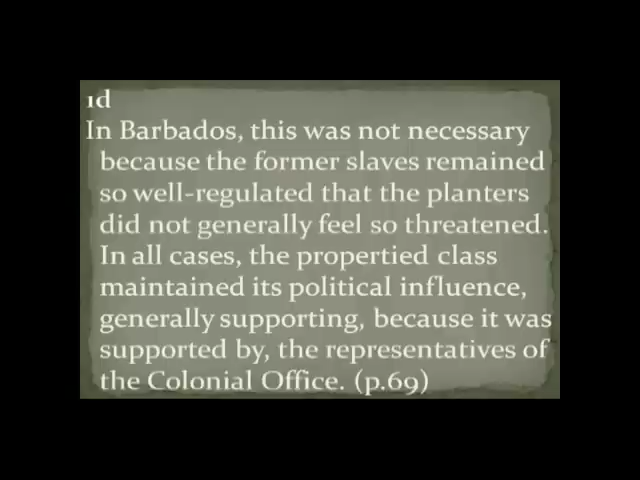 1d
In Barbados, this was not necessary
because the former slaves remained
so well-regulated that the planters
did not generally feel so threatened.
In all cases, the propertied class
maintained its political influence,
generally supporting, because it was
supported by, the representatives of
the Colonial Office. (p.69)